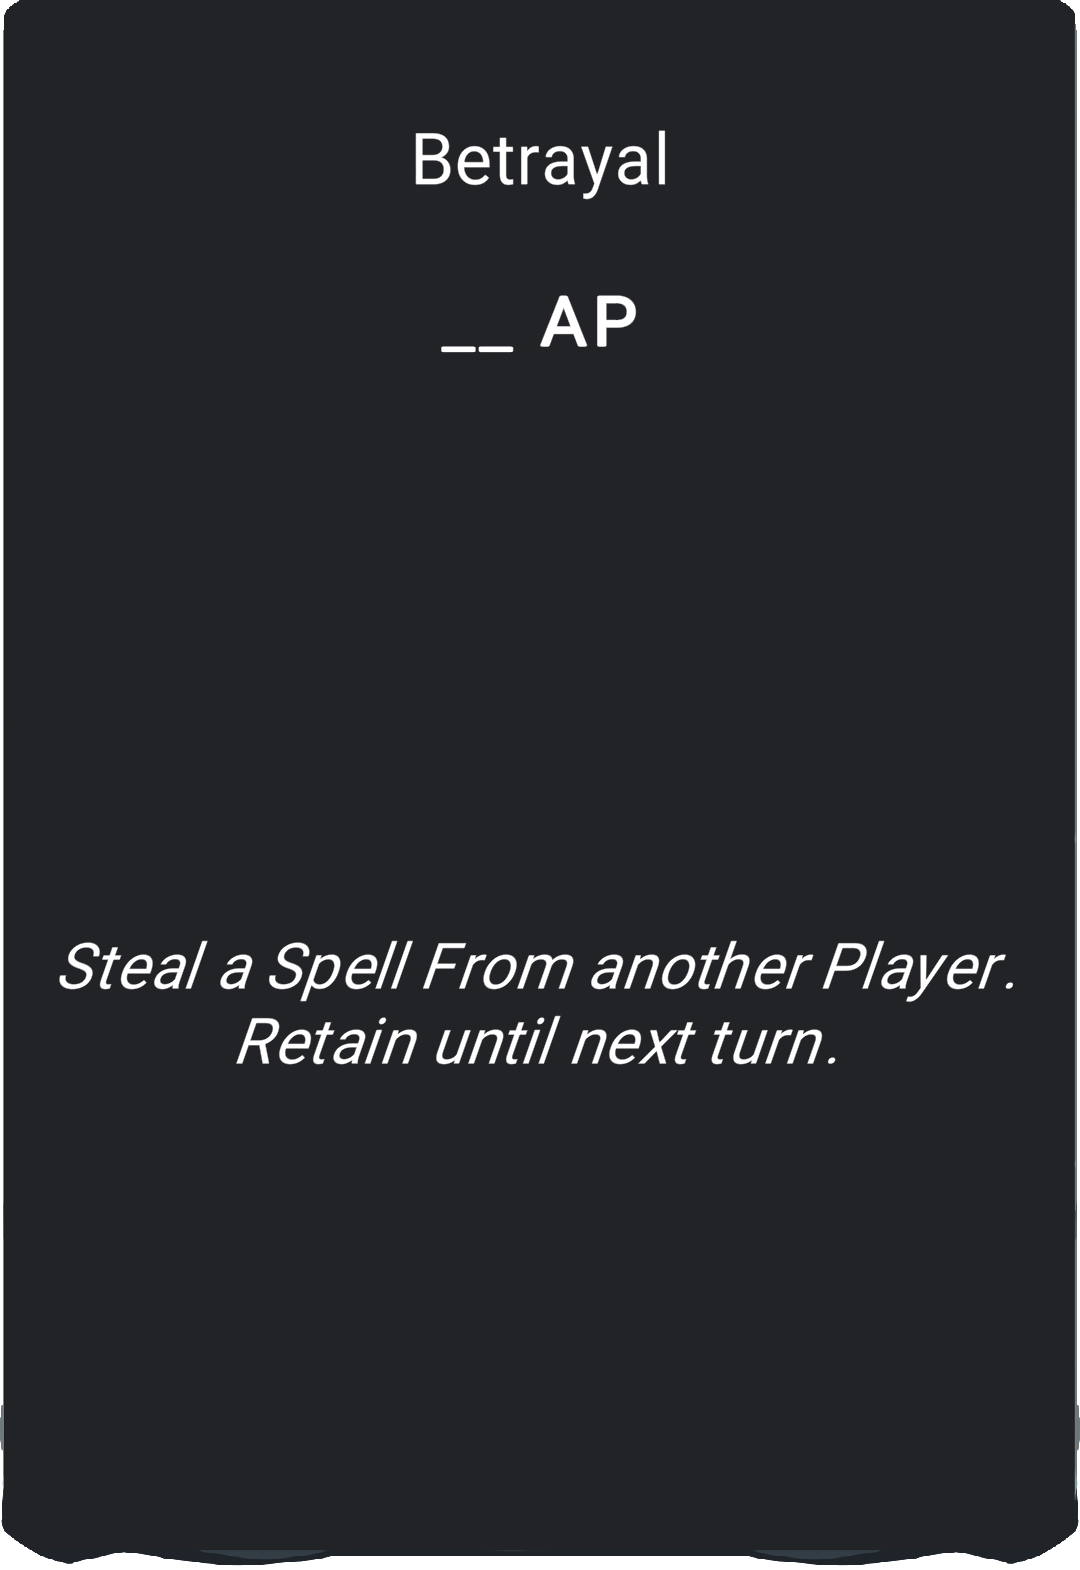 Betrayal
__ AP
Steal a Spell From another Player.
Retain until next turn.